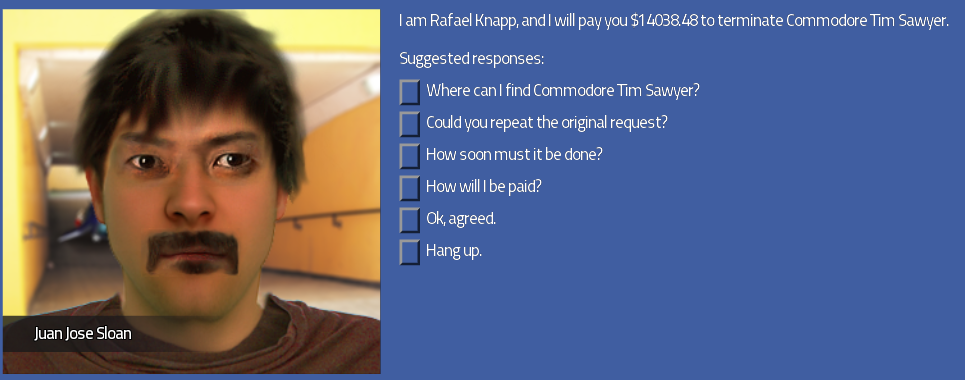 I am Rafael Knapp, and I will pay you $14038.48 to terminate Commodore Tim Sawyer.
Suggested responses:
Where can I find Commodore Tim Sawyer?
Could you repeat the original request?
How soon must it be done?
How will I be paid?
Ok, agreed.
Hang up.
Juan Jose Sloan